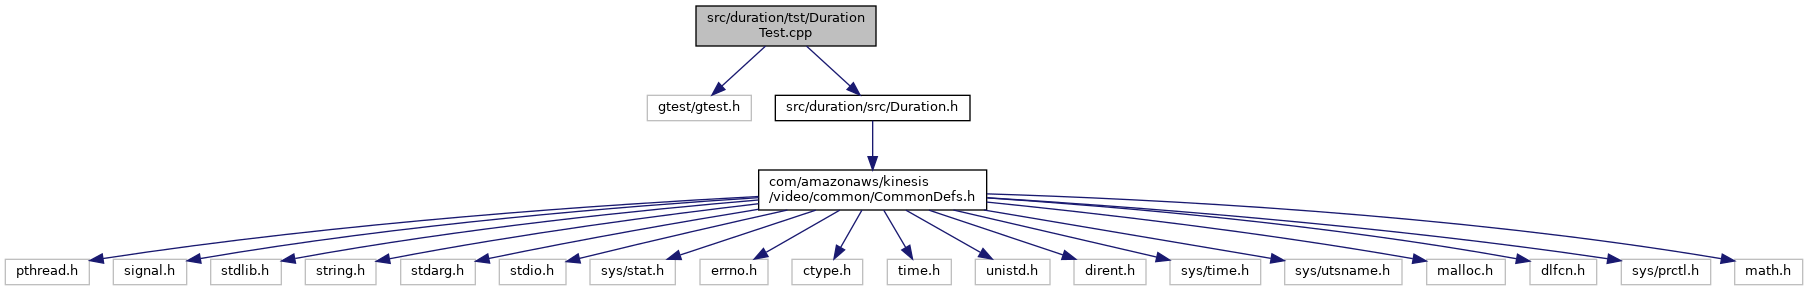 src/duration/tst/Duration
Test.cpp
gtest/gtest.h
src/duration/src/Duration.h
com/amazonaws/kinesis
/video/common/CommonDefs.h
pthread.h
signal.h
stdlib.h
string.h
stdarg.h
stdio.h
sys/stat.h
errno.h
ctype.h
time.h
unistd.h
dirent.h
sys/time.h
sys/utsname.h
malloc.h
dlfcn.h
sys/prctl.h
math.h